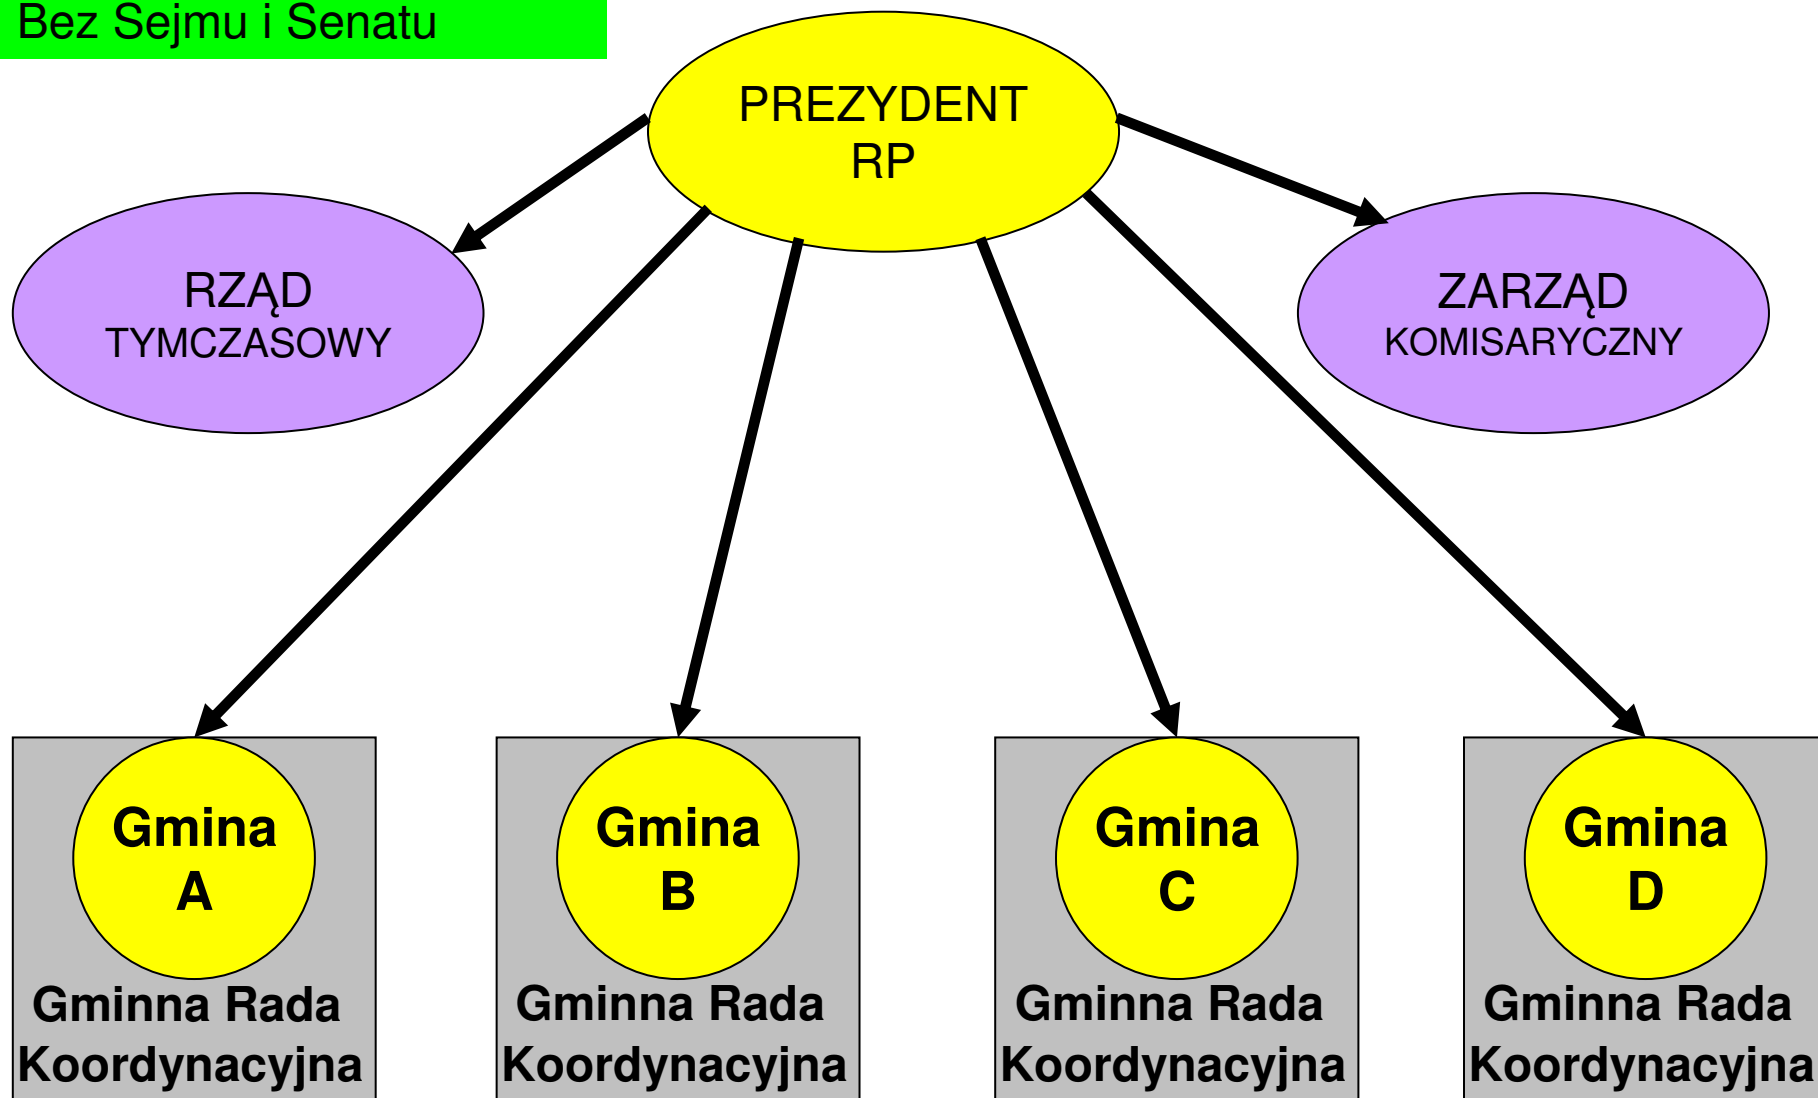 Bez Sejmu i Senatu
PREZYDENT
RP
RZĄD
TYMCZASOWY
ZARZĄD
KOMISARYCZNY
Gmina
A
Gminna Rada
Koordynacyjna
Gmina
B
Gminna Rada
Koordynacyjna
Gmina
C
Gminna Rada
Koordynacyjna
Gmina
D
Gminna Rada
Koordynacyjna